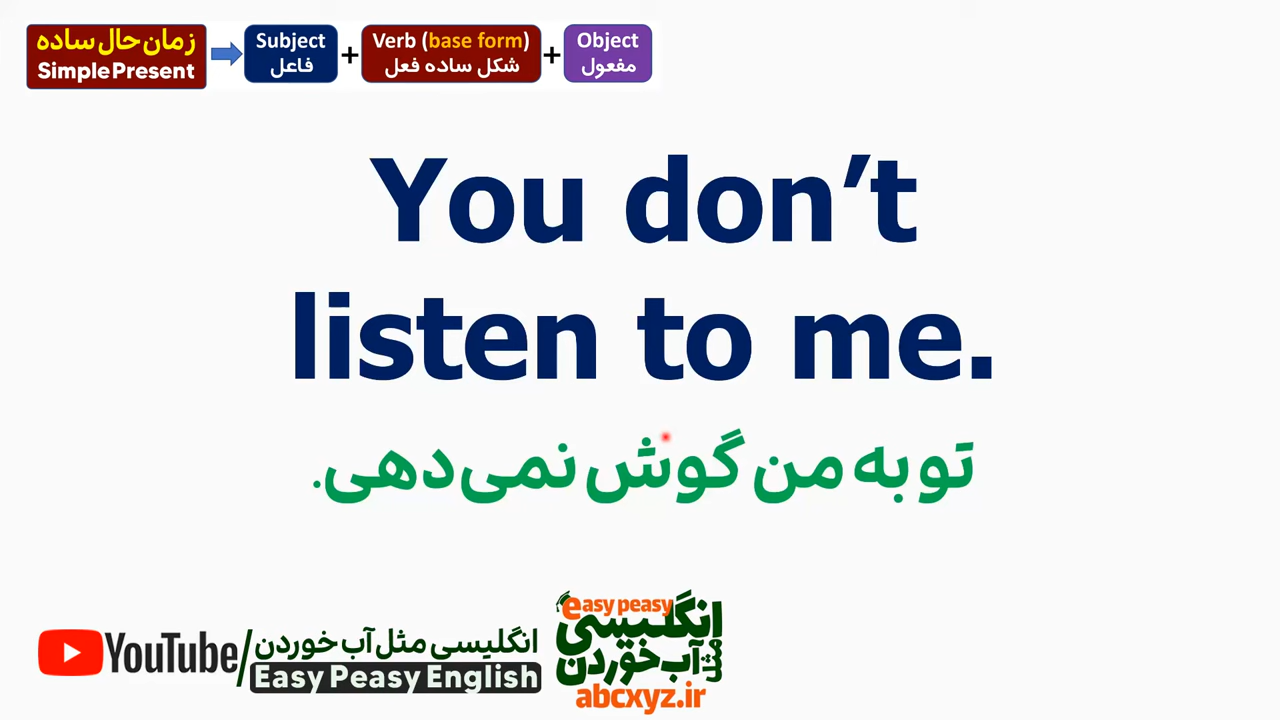 زمان حال ساده
Simple Present
Subject
فاعل
+
Verb (base form)
شکل ساده فعل
+
Object
مفعول
You don’t
listen to me.
تو به من گوش نمی‌دهی.
YouTube/
انگلیسی مثل آب خوردن
Easy Peasy English
easy peasy
انگلیسی
مثل
آب خوردن
abcxyz.ir